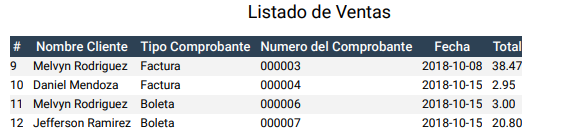 Listado de Ventas
# Nombre Cliente Tipo Comprobante Numero del Comprobante Fecha Total
9 Melvyn Rodriguez Factura 000003 2018-10-08 38.47
10 Daniel Mendoza Factura 000004 2018-10-15 2.95
11 Melvyn Rodriguez Boleta 000006 2018-10-15 3.00
12 Jefferson Ramirez Boleta 000007 2018-10-15 20.80